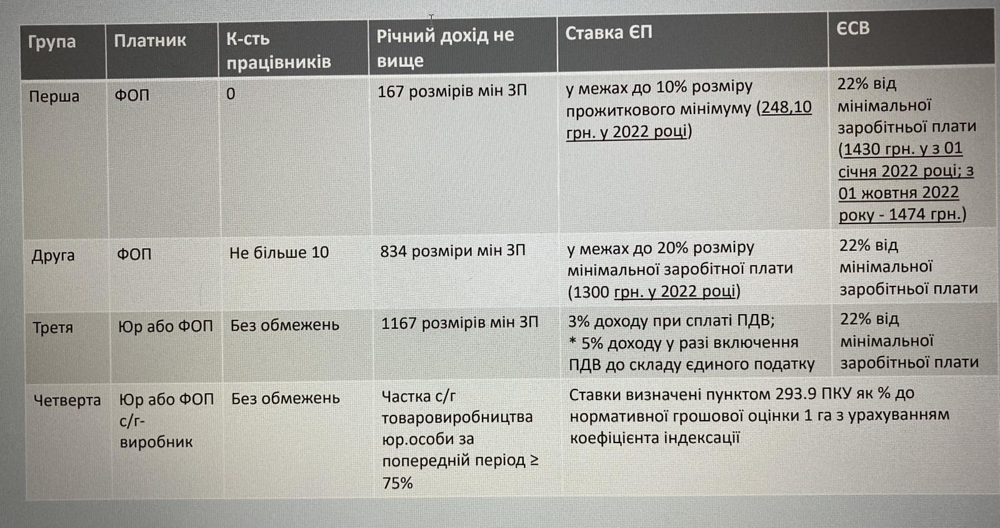 Група
Платник
К-сть
працівників
Річний дохід не
вище
Ставка ЄП
ЄСВ
Перша
ФОП
0
167 розмірів мін ЗП
у межах до 10% розміру
прожиткового мінімуму (248,10
грн. у 2022 році)
22% від
мінімальної
заробітньої плати
(1430 грн. у з 01
січня 2022 році; з
01 жовтня 2022
року - 1474 грн.)
Друга
ФОП
Не більше 10
834 розміри мін ЗП
у межах до 20% розміру
мінімальної заробітної плати
(1300 грн. у 2022 році)
22% від
мінімальної
заробітньої плати
Третя
Юр або ФОП
Без обмежень
1167 розмірів мін ЗП
3% доходу при сплаті ПДВ;
* 5% доходу у разі включення
ПДВ до складу єдиного податку
22% від
мінімальної
заробітньої плати
Четверта
Юр або ФОП
с/г-
виробник
Без обмежень
Частка с/г
товаровиробництва
юр.особи за
попередній період ≥
75%
Ставки визначені пунктом 293.9 ПКУ як % до
нормативної грошової оцінки 1 га з урахуванням
коефіцієнта індексації